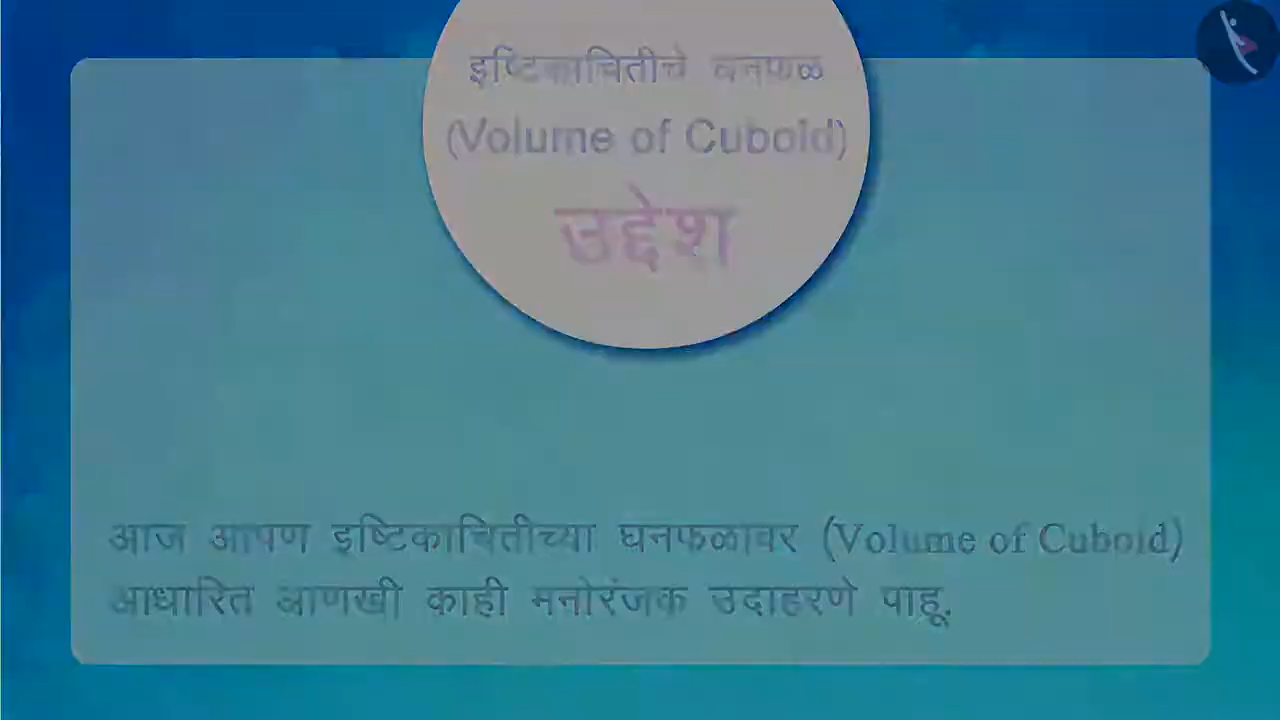 इष्टिकाचितीचे घनफळ
(Volume of Cuboid)
उद्देश
आज आपण इष्टिकाचितीच्या घनफळावर (Volume of Cuboid)
आधारित आणखी काही मनोरंजक उदाहरणे पाहू.